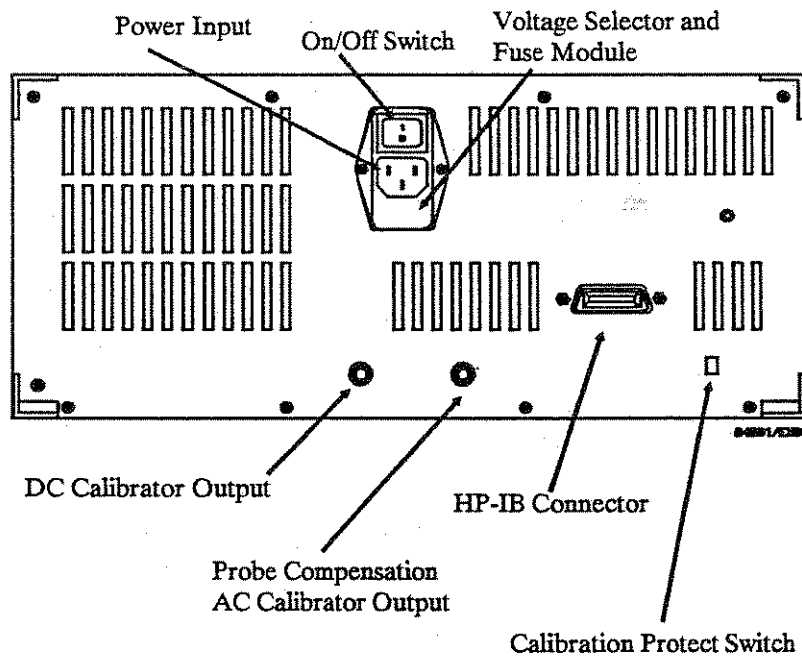 Power Input
On/Off Switch
Voltage Selector and
Fuse Module
DC Calibrator Output
HP-IB Connector
Probe Compensation
AC Calibrator Output
Calibration Protect Switch